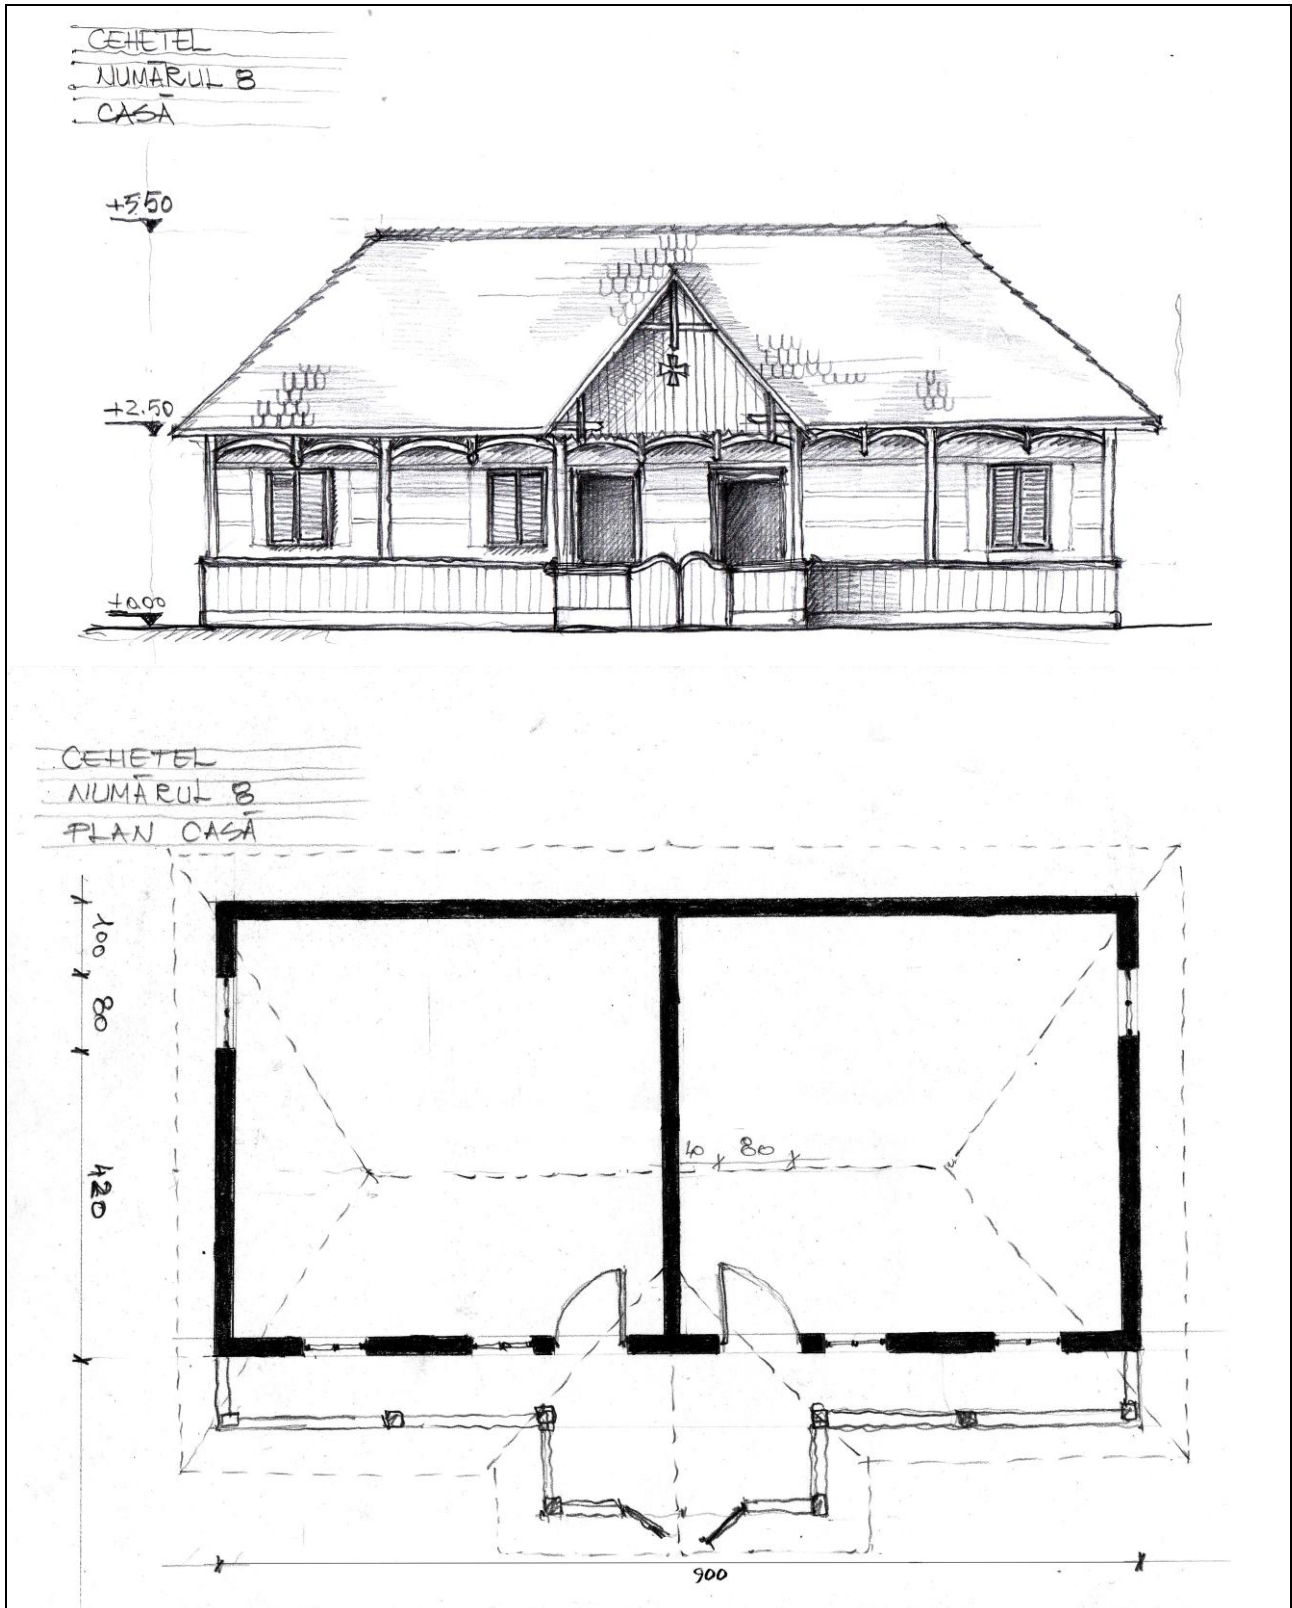 CEHETEL
NUMĂRUL 8
CASĂ
+5.50
+2.50
±0.00
CEHETEL
NUMĂRUL 8
PLAN CASĂ
100
80
420
40 80
900